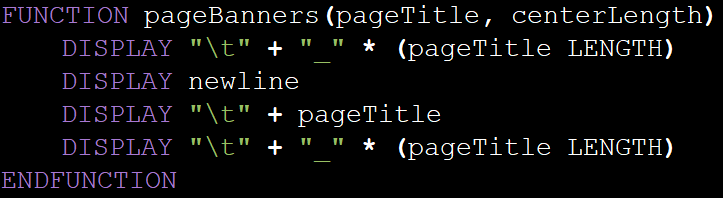 FUNCTION pageBanners(pageTitle, centerLength)
    DISPLAY "\t" + "_" * (pageTitle LENGTH)
    DISPLAY newline
    DISPLAY "\t" + pageTitle
    DISPLAY "\t" + "_" * (pageTitle LENGTH)
ENDFUNCTION